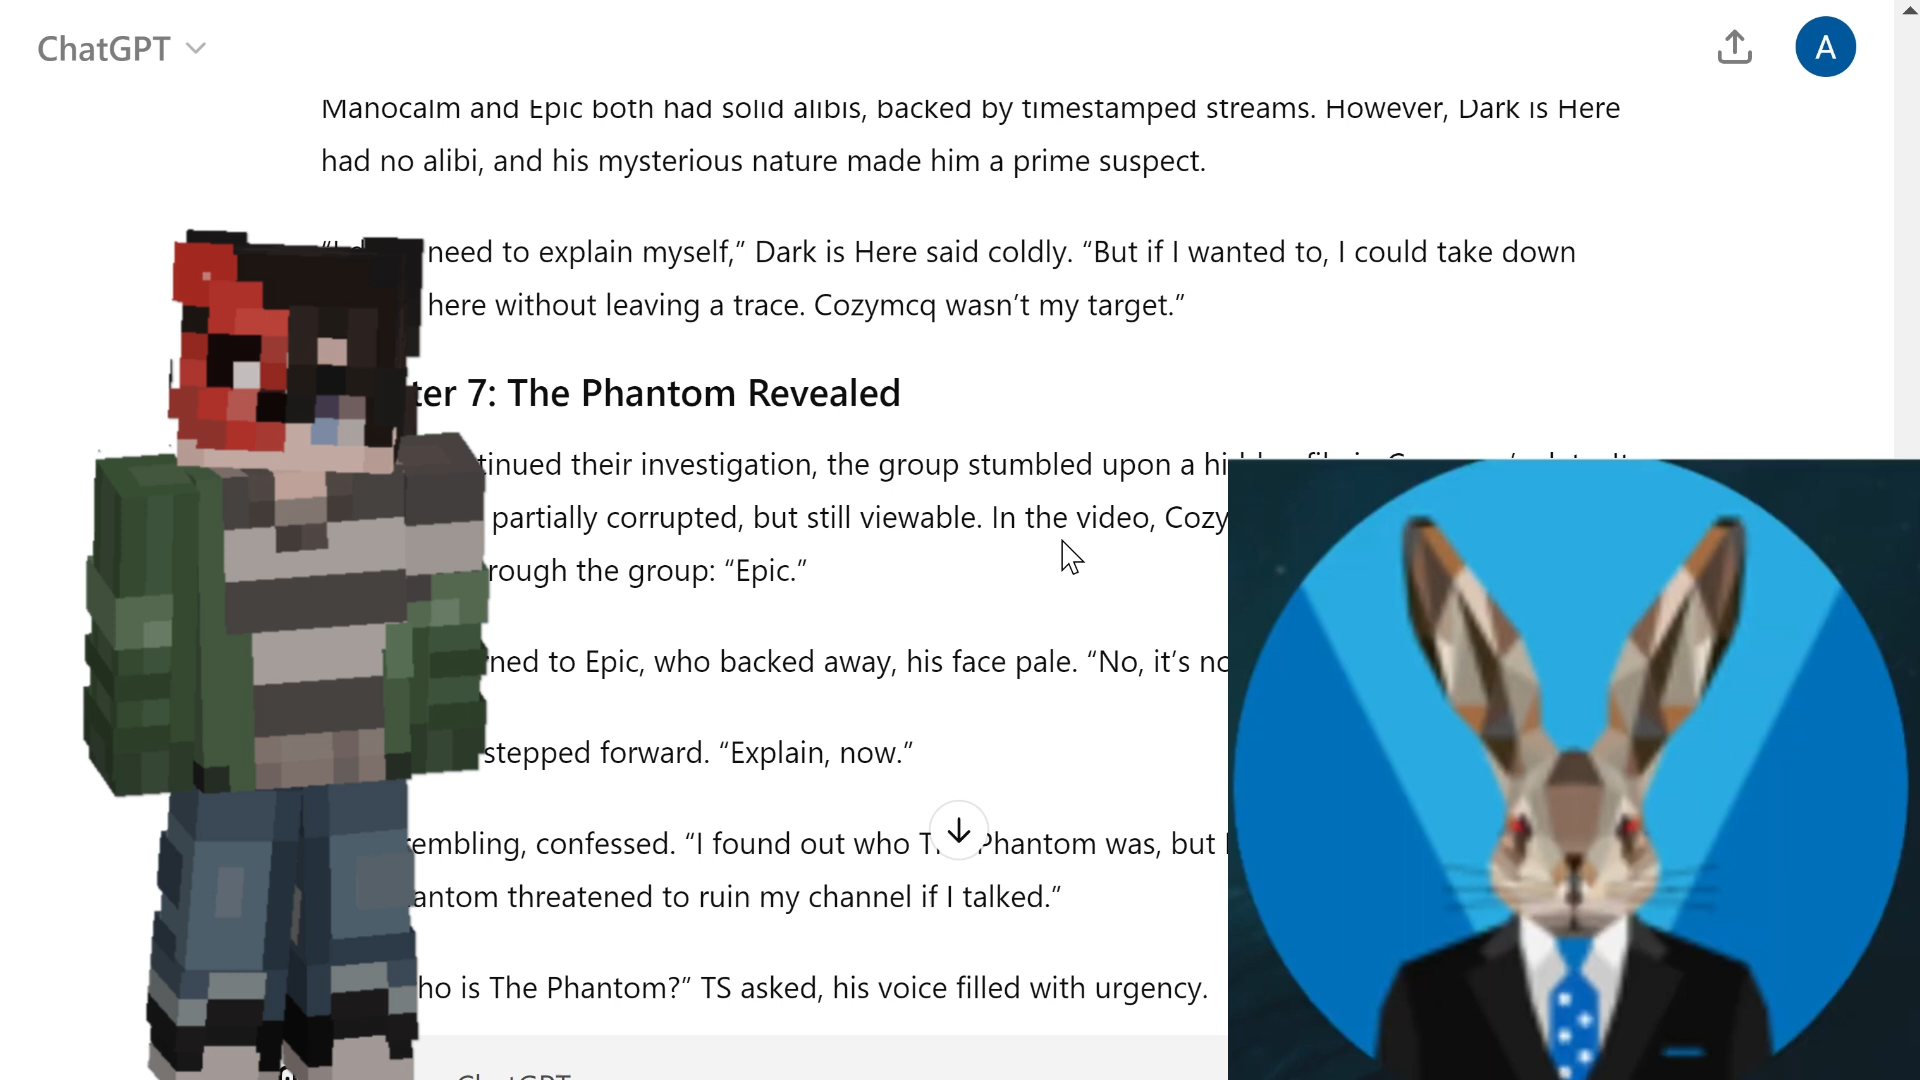 ChatGPT
A
Manocalm and Epic both had solid alibis, backed by timestamped streams. However, Dark is Here
had no alibi, and his mysterious nature made him a prime suspect.
need to explain myself,” Dark is Here said coldly. “But if I wanted to, I could take down
here without leaving a trace. Cozymcq wasn’t my target.”
ter 7: The Phantom Revealed
tinued their investigation, the group stumbled upon a
partially corrupted, but still viewable. In the video, Cozy
rough the group: “Epic.”
ned to Epic, who backed away, his face pale. “No, it’s
stepped forward. “Explain, now.”
embling, confessed. “I found out who Phantom was, but
antom threatened to ruin my channel if I talked.”
ho is The Phantom?” TS asked, his voice filled with urgency.
ChatGPT